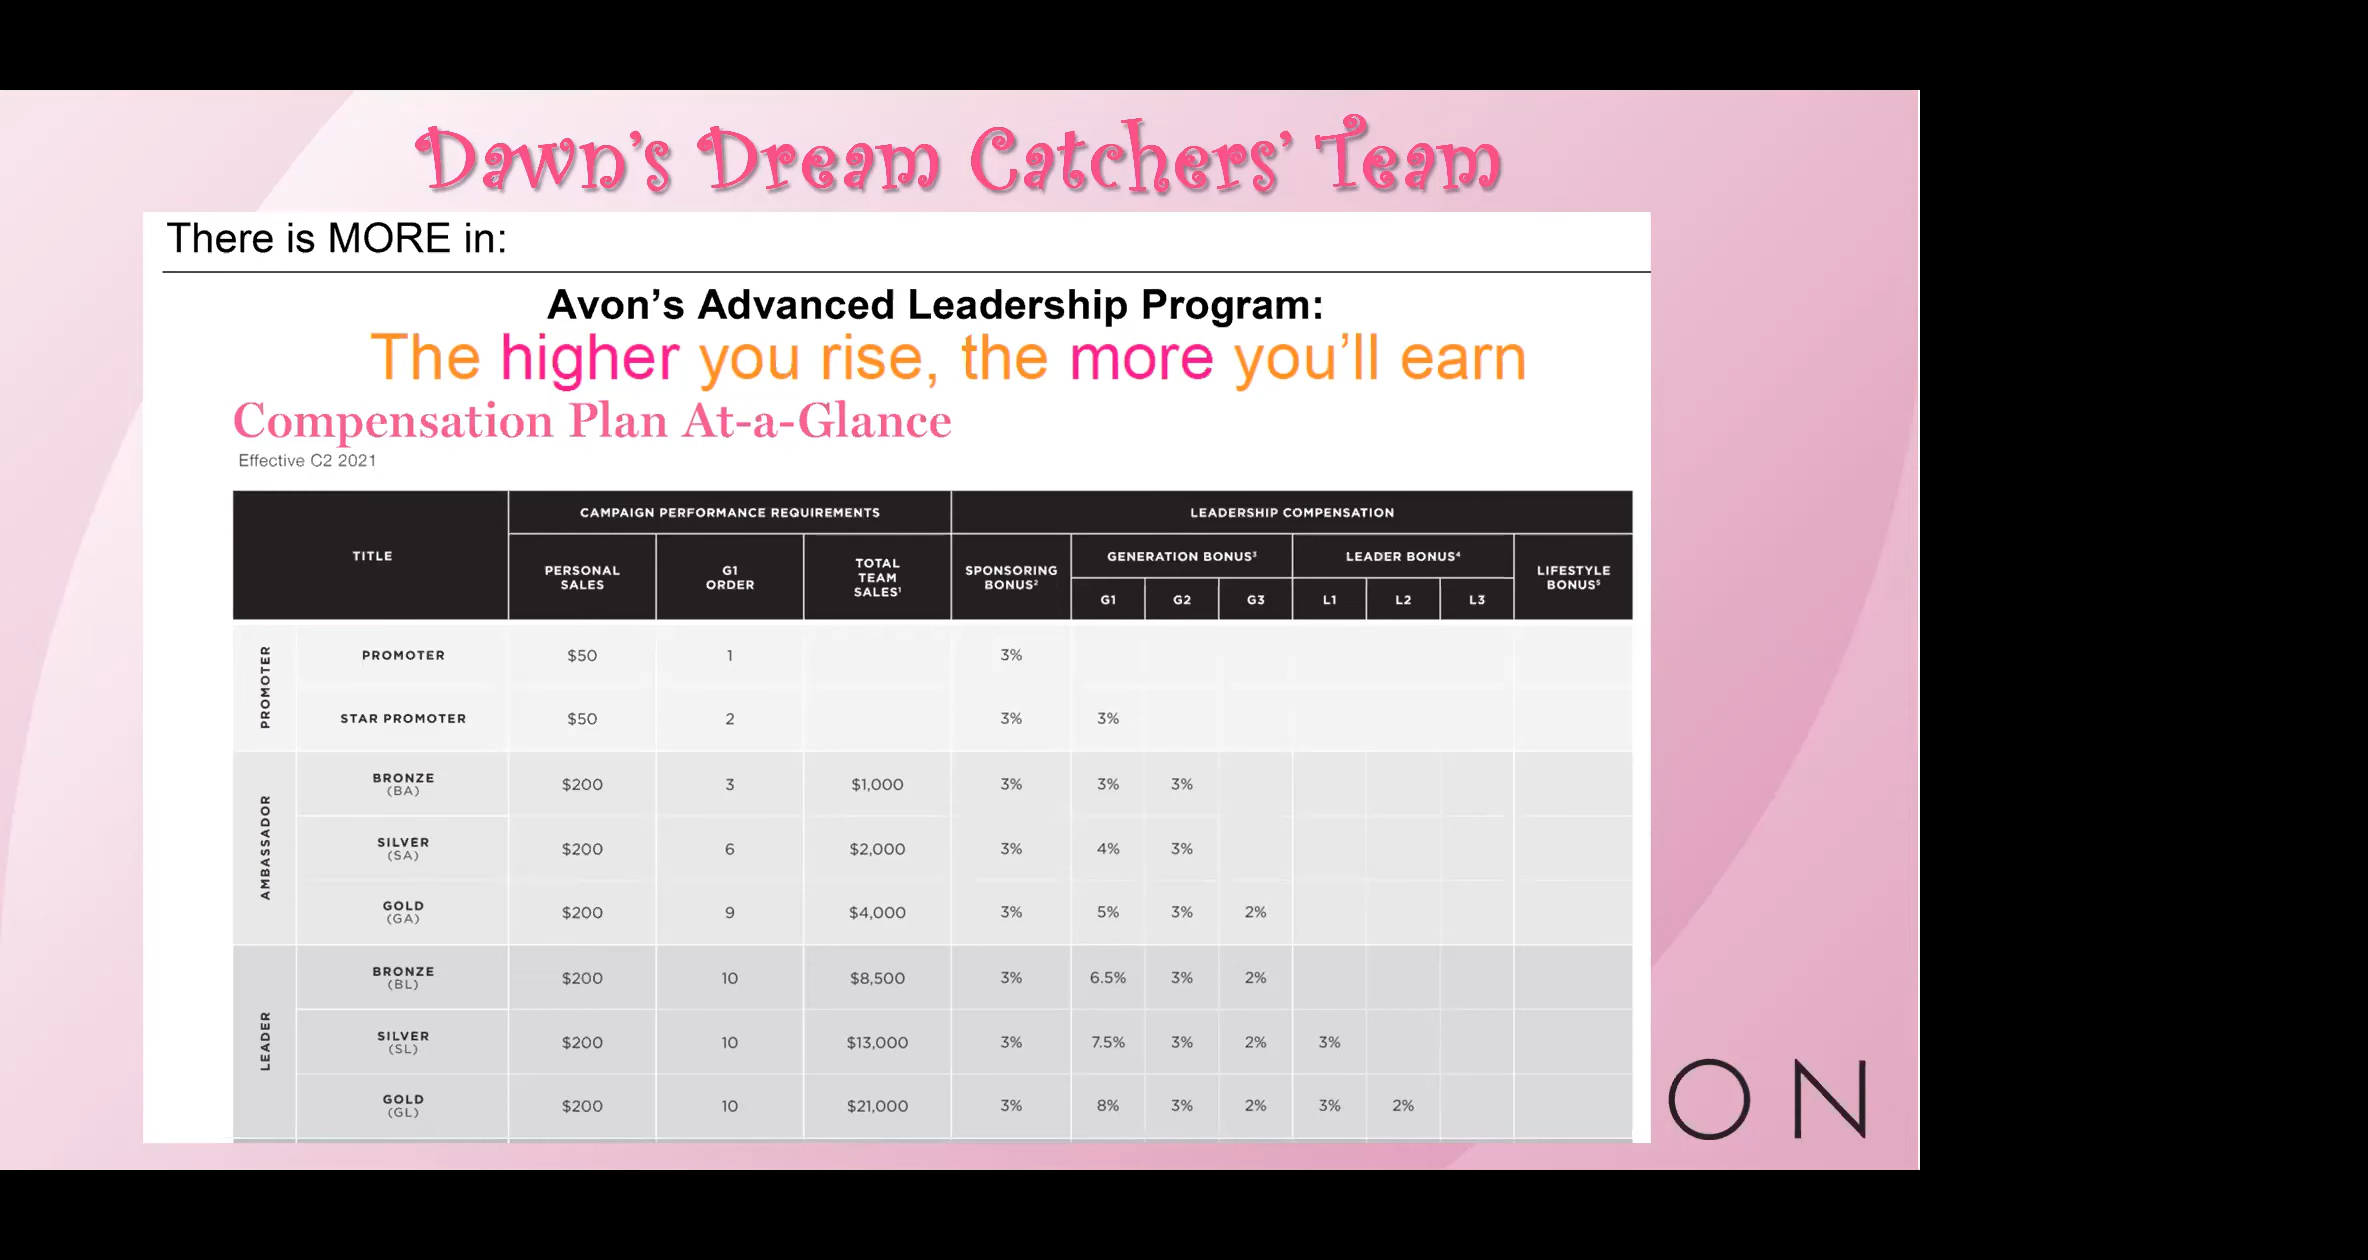 Dawn's Dream Catchers' Team
There is MORE in:
Avon's Advanced Leadership Program:
The higher you rise, the more you'll earn
Compensation Plan At-a-Glance
Effective C2 2021
TITLE
CAMPAIGN PERFORMANCE REQUIREMENTS
LEADERSHIP COMPENSATION
PERSONAL
SALES
G1
ORDER
TOTAL
TEAM
SALES¹
SPONSORING
BONUS²
GENERATION BONUS³
LEADER BONUS⁴
LIFESTYLE
BONUS⁵
G1 G2 G3 L1 L2 L3
PROMOTER
PROMOTER $50 1 3%
STAR PROMOTER $50 2 3% 3%
AMBASSADOR
BRONZE
(BA)
$200 3 $1,000 3% 3% 3%
SILVER
(SA)
$200 6 $2,000 3% 4% 3%
GOLD
(GA)
$200 9 $4,000 3% 5% 3% 2%
LEADER
BRONZE
(BL)
$200 10 $8,500 3% 6.5% 3% 2%
SILVER
(SL)
$200 10 $13,000 3% 7.5% 3% 2% 3%
GOLD
(GL)
$200 10 $21,000 3% 8% 3% 2% 3% 2%
ON